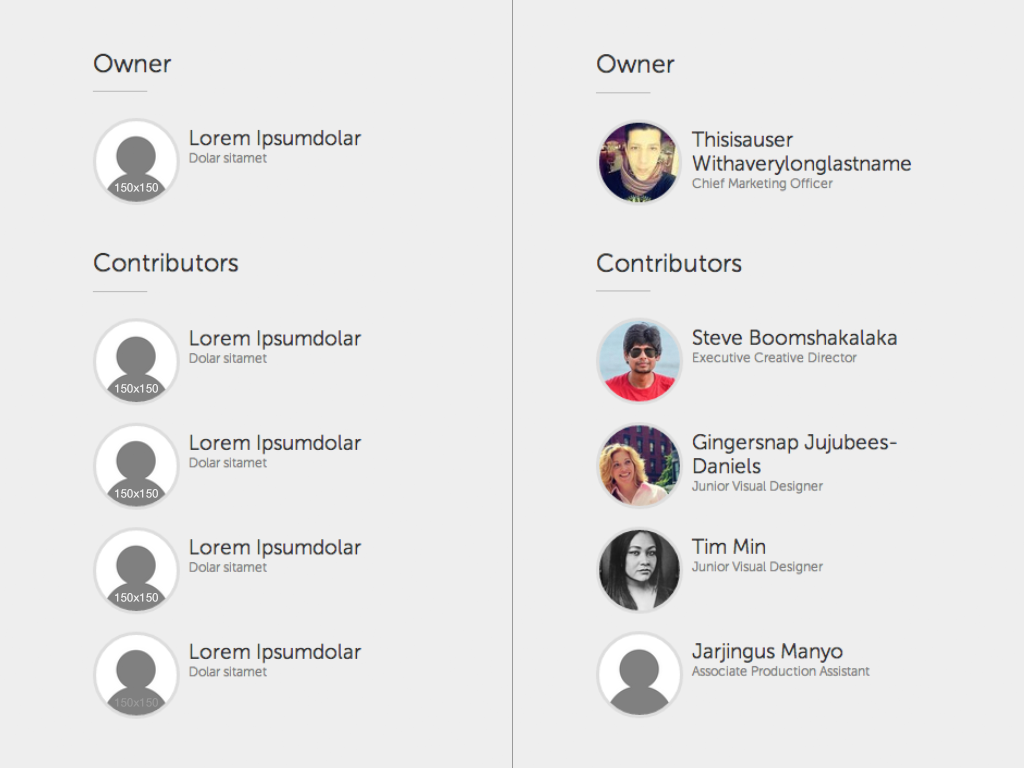 Owner
150x150
Lorem Ipsumdolar
Dolar sitamet
Contributors
150x150
Lorem Ipsumdolar
Dolar sitamet
150x150
Lorem Ipsumdolar
Dolar sitamet
150x150
Lorem Ipsumdolar
Dolar sitamet
150x150
Lorem Ipsumdolar
Dolar sitamet
Owner
Thisisauser
Withaverylonglastname
Chief Marketing Officer
Contributors
Steve Boomshakalaka
Executive Creative Director
Gingersnap Jujubees-
Daniels
Junior Visual Designer
Tim Min
Junior Visual Designer
Jarjingus Manyo
Associate Production Assistant